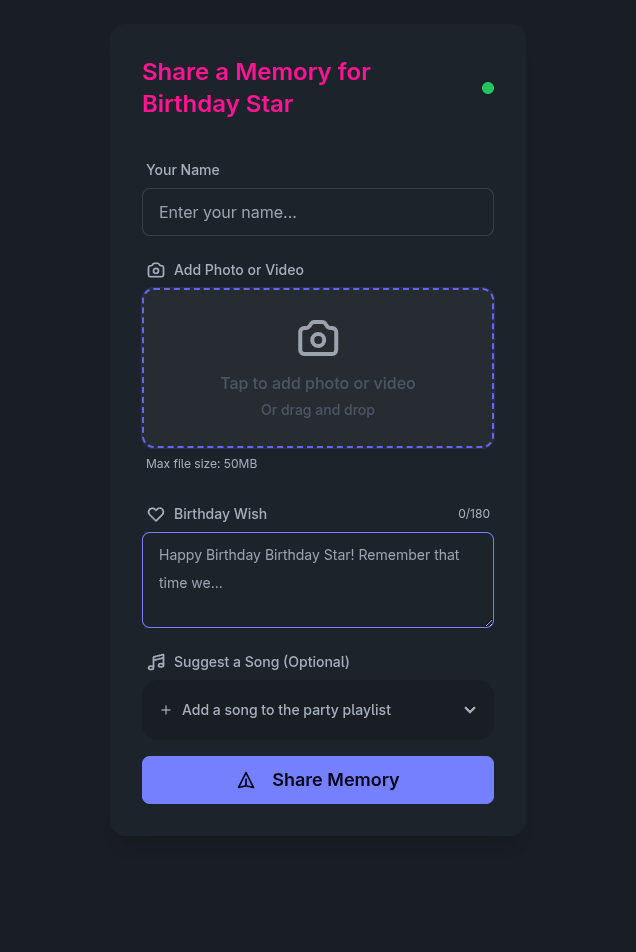 Share a Memory for
Birthday Star
Your Name
Enter your name...
Add Photo or Video
Tap to add photo or video
Or drag and drop
Max file size: 50MB
Birthday Wish
0/180
Happy Birthday Birthday Star! Remember that
time we...
Suggest a Song (Optional)
Add a song to the party playlist
Share Memory